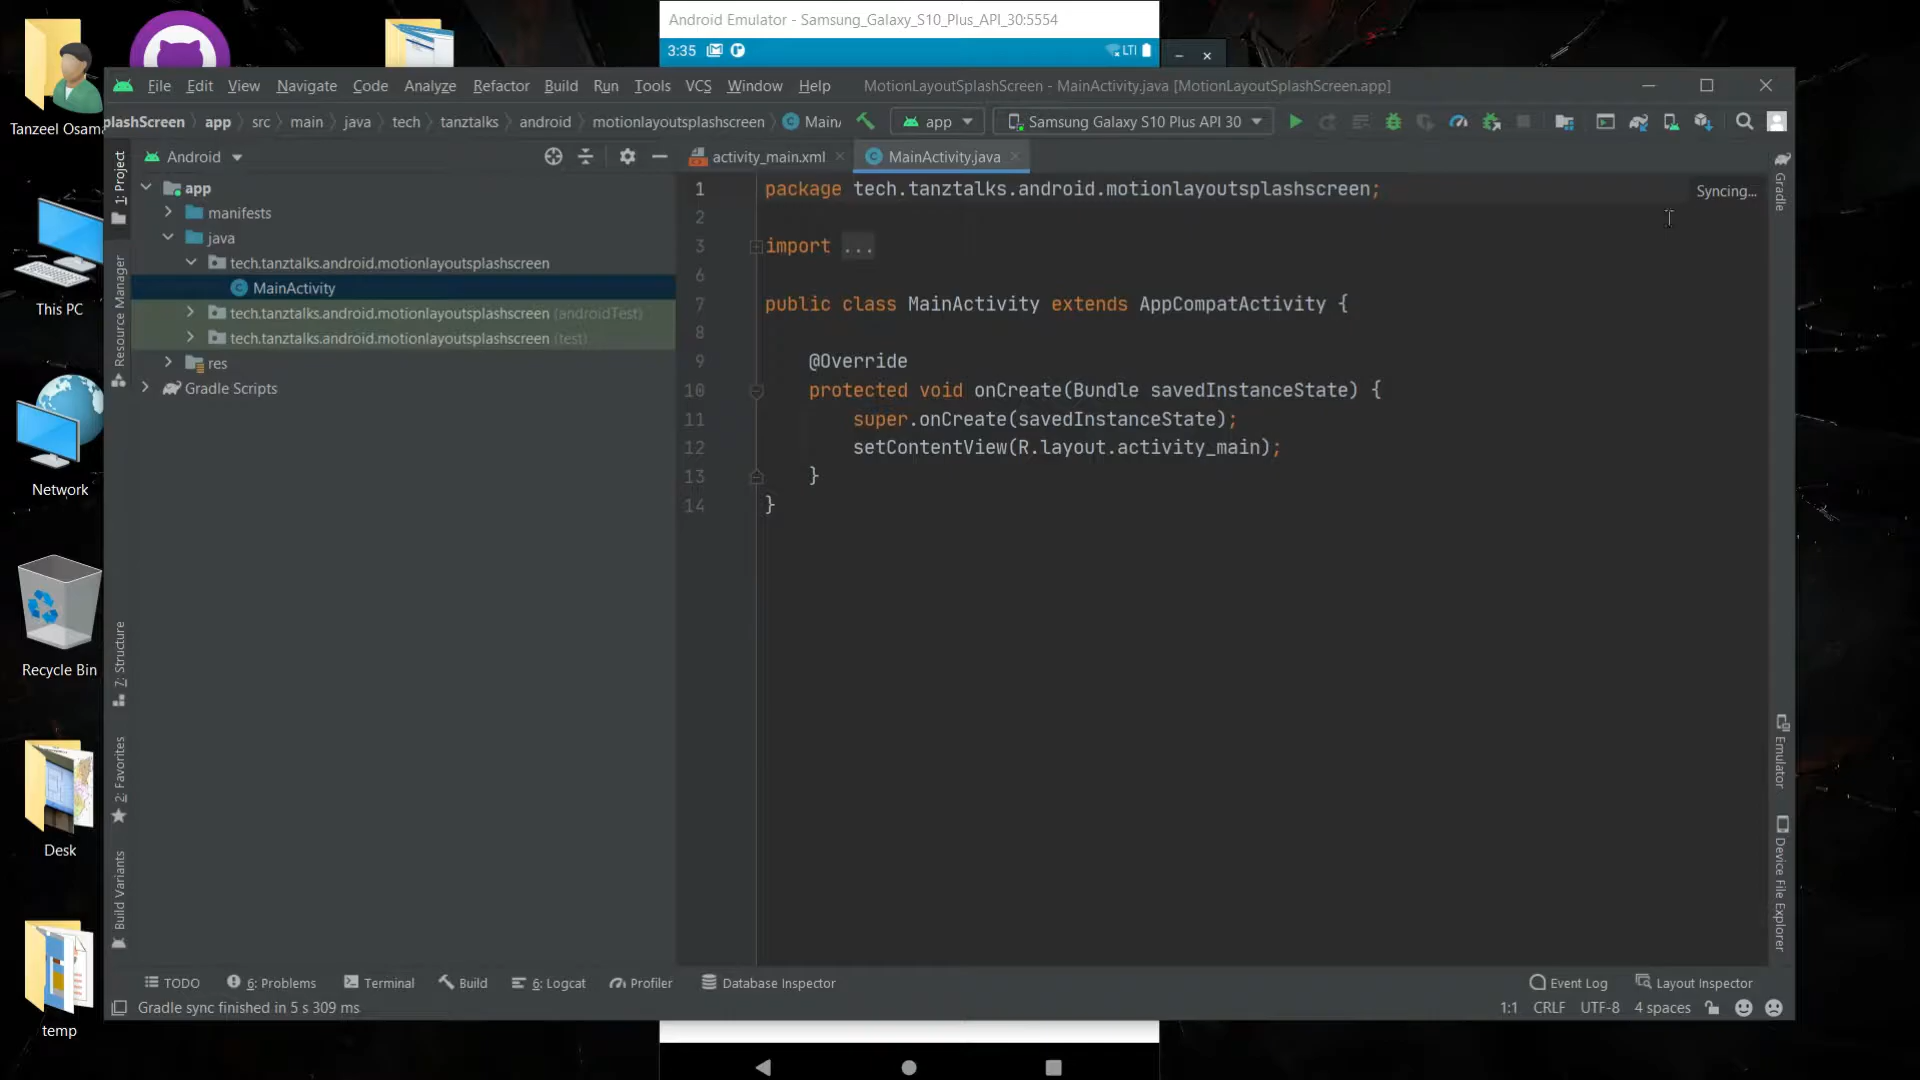 Android Emulator - Samsung_Galaxy_S10_Plus_API_30:5554
3:35
LTE
File Edit View Navigate Code Analyze Refactor Build Run Tools VCS Window Help
MotionLayoutSplashScreen - MainActivity.java [MotionLayoutSplashScreen.app]
plashScreen app src main java tech tanztalks android motionlayoutsplashscreen Main
app
Samsung Galaxy S10 Plus API 30
Android
activity_main.xml
MainActivity.java
app
manifests
java
tech.tanztalks.android.motionlayoutsplashscreen
MainActivity
tech.tanztalks.android.motionlayoutsplashscreen (androidTest)
tech.tanztalks.android.motionlayoutsplashscreen (test)
res
Gradle Scripts
1 package tech.tanztalks.android.motionlayoutsplashscreen;
2
3 import ...
6
7 public class MainActivity extends AppCompatActivity {
8
9 @Override
10 protected void onCreate(Bundle savedInstanceState) {
11 super.onCreate(savedInstanceState);
12 setContentView(R.layout.activity_main);
13 }
14 }
Syncing...
1: Project
Resource Manager
7: Structure
2: Favorites
Build Variants
Gradle
Emulator
Device File Explorer
TODO 6: Problems Terminal Build 6: Logcat Profiler Database Inspector
Event Log Layout Inspector
Gradle sync finished in 5 s 309 ms
1:1 CRLF UTF-8 4 spaces
Tanzeel Osama
This PC
Network
Recycle Bin
Desk
temp